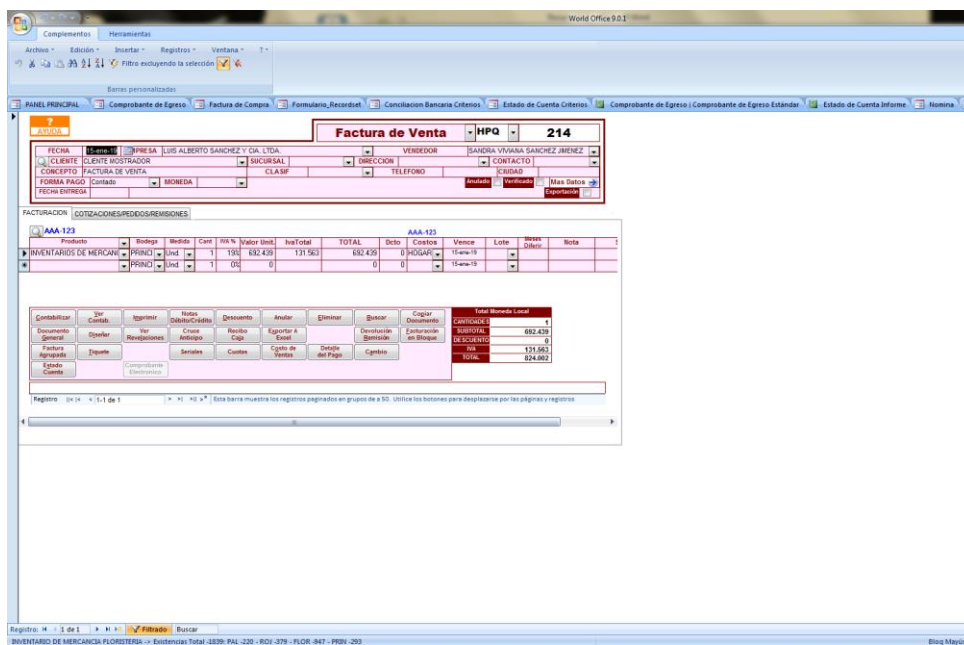 World Office 9.0.1
Complementos Herramientas
Archivo Edición Insertar Registros Ventana ?
Filtro excluyendo la selección
Barras personalizadas
PANEL PRINCIPAL Comprobante de Egreso Factura de Compra Formulario_Recordset Conciliacion Bancaria Criterios Estado de Cuenta Criterios Comprobante de Egreso | Comprobante de Egreso Estándar Estado de Cuenta Informe Nomina
? AYUDA
Factura de Venta HPQ 214
FECHA 15-ene-19 MPRESA LUIS ALBERTO SANCHEZ Y CIA. LTDA. VENDEDOR SANDRA VIVIANA SANCHEZ JIMENEZ
CLIENTE CLIENTE MOSTRADOR SUCURSAL DIRECCION CONTACTO
CONCEPTO FACTURA DE VENTA CLASIF TELEFONO CIUDAD
FORMA PAGO Contado MONEDA Anulado Verificado Mas Datos
FECHA ENTREGA Exportación
FACTURACION COTIZACIONES/PEDIDOS/REMISIONES
AAA-123 AAA-123
Producto Bodega Medida Cant IVA % Valor Unit. IvaTotal TOTAL Dcto Costos Vence Lote Meses Diferir Nota
INVENTARIOS DE MERCAN PRINCI Und 1 19% 692.439 131.563 692.439 0 HOGAR 15-ene-19
PRINCI Und 1 0% 0 0 0 15-ene-19
Contabilizar Ver Contab. Imprimir Notas Débito/Crédito Descuento Anular Eliminar Buscar Copiar Documento
Documento General Diseñar Ver Revelaciones Cruce Anticipo Recibo Caja Exportar A Excel Devolución Remisión Facturación en Bloque
Factura Agrupada Tiquete Seriales Cuotas Costo de Ventas Detalle del Pago Cambio
Estado Cuenta Comprobante Electronico
Total Moneda Local
CANTIDADES 1
SUBTOTAL 692.439
DESCUENTO 0
IVA 131.563
TOTAL 824.002
Registro 1-1 de 1 Esta barra muestra los registros paginados en grupos de a 50. Utilice los botones para desplazarse por las páginas y registros
Registro: 1 de 1 Filtrado Buscar
INVENTARIO DE MERCANCIA FLORISTERIA -> Existencias Total -1839: PAL -220 - ROJ -379 - FLOR -947 - PRIN -293 Bloq Mayús